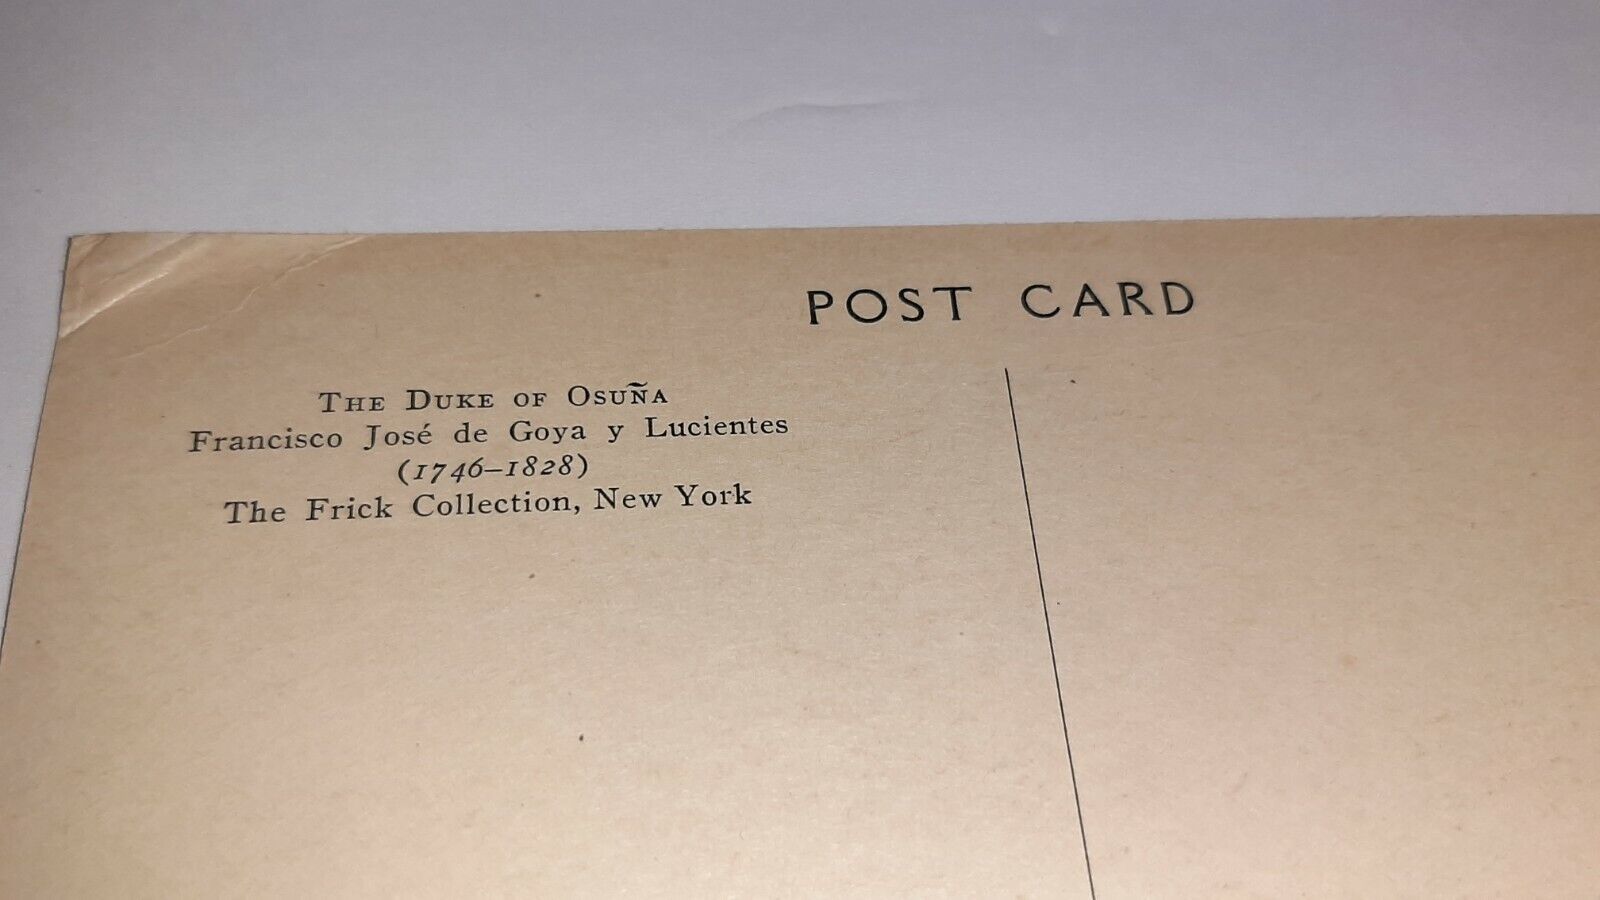 POST CARD
THE DUKE OF OSUÑA
Francisco José de Goya y Lucientes
(1746–1828)
The Frick Collection, New York